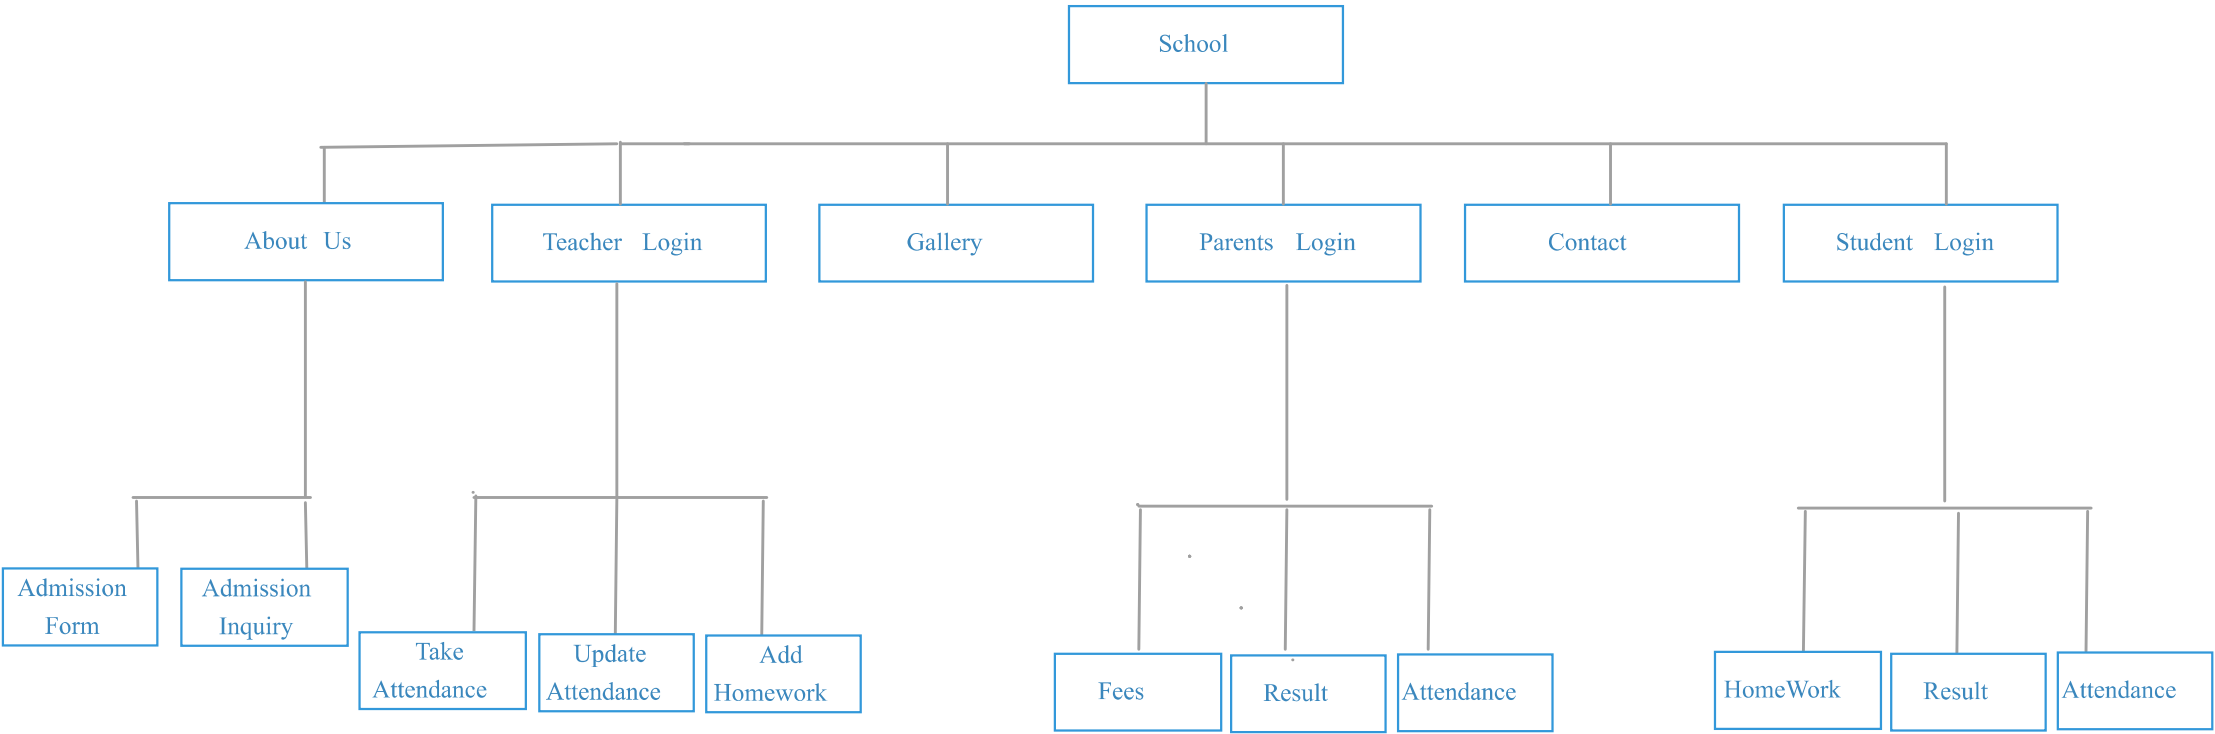 School
About Us
Teacher Login
Gallery
Parents Login
Contact
Student Login
Admission
Form
Admission
Inquiry
Take
Attendance
Update
Attendance
Add
Homework
Fees
Result
Attendance
HomeWork
Result
Attendance